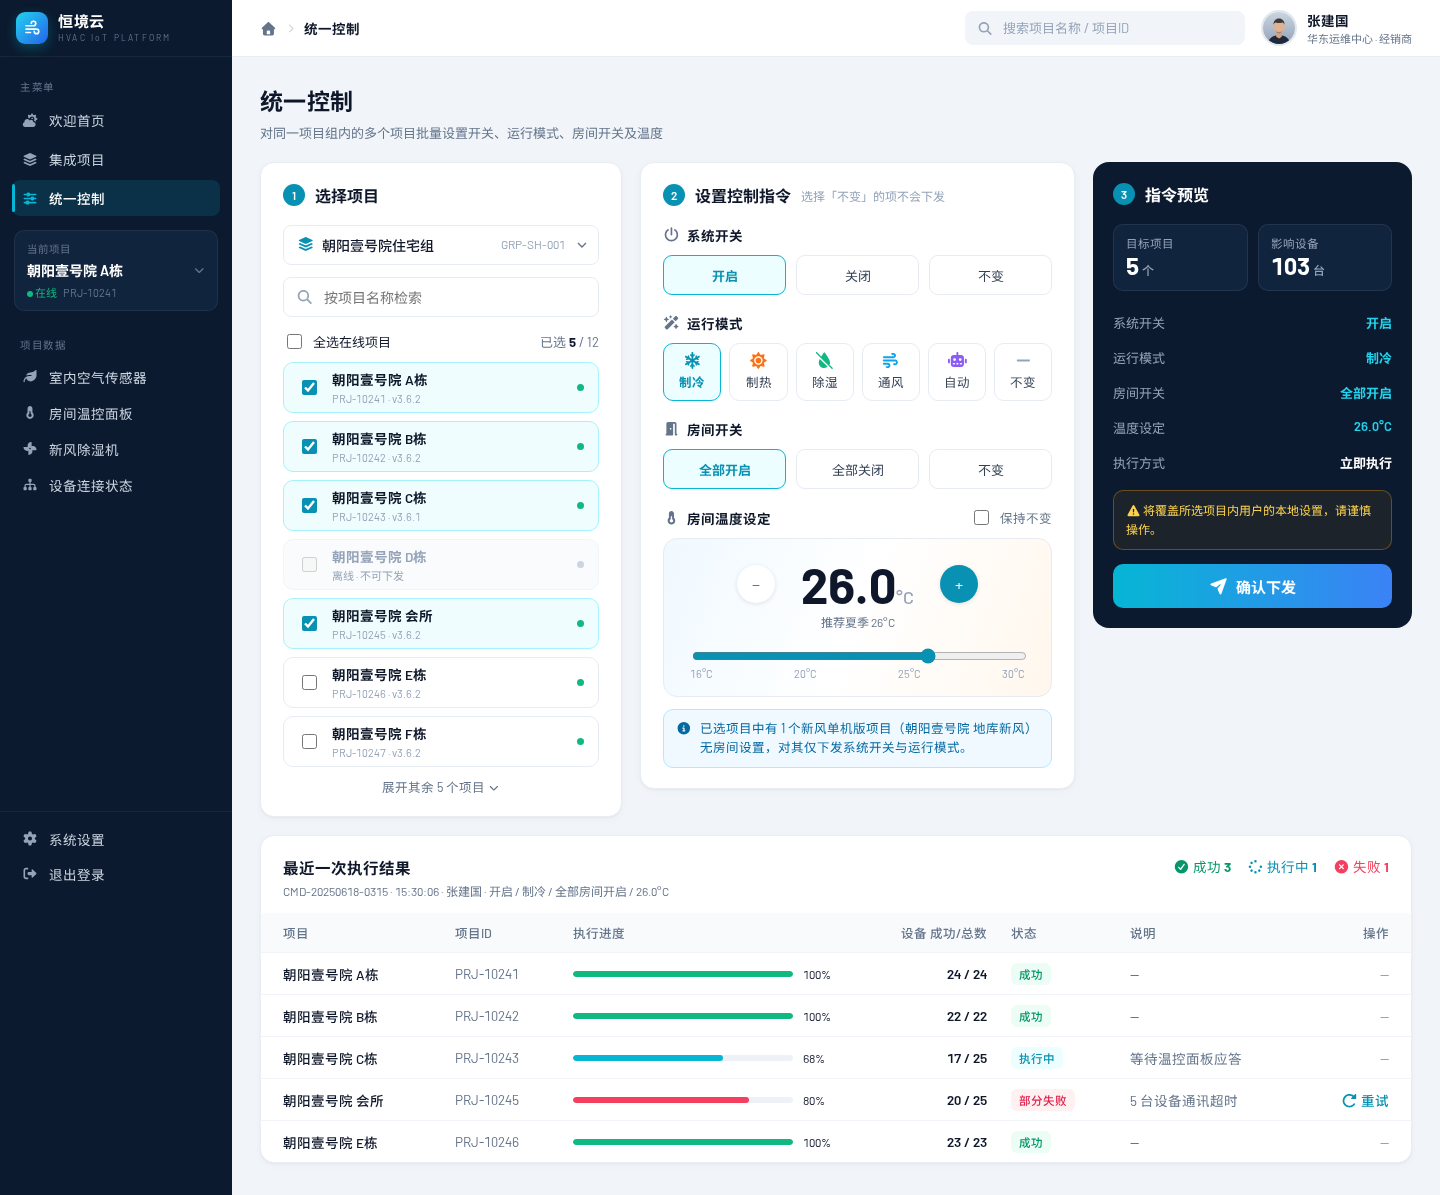 恒境云
HVAC IoT PLATFORM
主菜单
欢迎首页
集成项目
统一控制
当前项目
朝阳壹号院 A栋
在线 PRJ-10241
项目数据
室内空气传感器
房间温控面板
新风除湿机
设备连接状态
系统设置
退出登录
统一控制
搜索项目名称 / 项目ID
张建国
华东运维中心 · 经销商
统一控制
对同一项目组内的多个项目批量设置开关、运行模式、房间开关及温度
1 选择项目
朝阳壹号院住宅组 GRP-SH-001
按项目名称检索
全选在线项目 已选 5 / 12
朝阳壹号院 A栋
PRJ-10241 · v3.6.2
朝阳壹号院 B栋
PRJ-10242 · v3.6.2
朝阳壹号院 C栋
PRJ-10243 · v3.6.1
朝阳壹号院 D栋
离线 · 不可下发
朝阳壹号院 会所
PRJ-10245 · v3.6.2
朝阳壹号院 E栋
PRJ-10246 · v3.6.2
朝阳壹号院 F栋
PRJ-10247 · v3.6.2
展开其余 5 个项目
2 设置控制指令 选择「不变」的项不会下发
系统开关
开启 关闭 不变
运行模式
制冷 制热 除湿 通风 自动 不变
房间开关
全部开启 全部关闭 不变
房间温度设定 保持不变
− 26.0°C +
推荐夏季 26°C
16°C 20°C 25°C 30°C
已选项目中有 1 个新风单机版项目（朝阳壹号院 地库新风）
无房间设置，对其仅下发系统开关与运行模式。
3 指令预览
目标项目 影响设备
5 个 103 台
系统开关 开启
运行模式 制冷
房间开关 全部开启
温度设定 26.0°C
执行方式 立即执行
将覆盖所选项目内用户的本地设置，请谨慎
操作。
确认下发
最近一次执行结果
成功 3 执行中 1 失败 1
CMD-20250618-0315 · 15:30:06 · 张建国 · 开启 / 制冷 / 全部房间开启 / 26.0°C
项目 项目ID 执行进度 设备 成功/总数 状态 说明 操作
朝阳壹号院 A栋 PRJ-10241 100% 24 / 24 成功 — —
朝阳壹号院 B栋 PRJ-10242 100% 22 / 22 成功 — —
朝阳壹号院 C栋 PRJ-10243 68% 17 / 25 执行中 等待温控面板应答 —
朝阳壹号院 会所 PRJ-10245 80% 20 / 25 部分失败 5 台设备通讯超时 重试
朝阳壹号院 E栋 PRJ-10246 100% 23 / 23 成功 — —